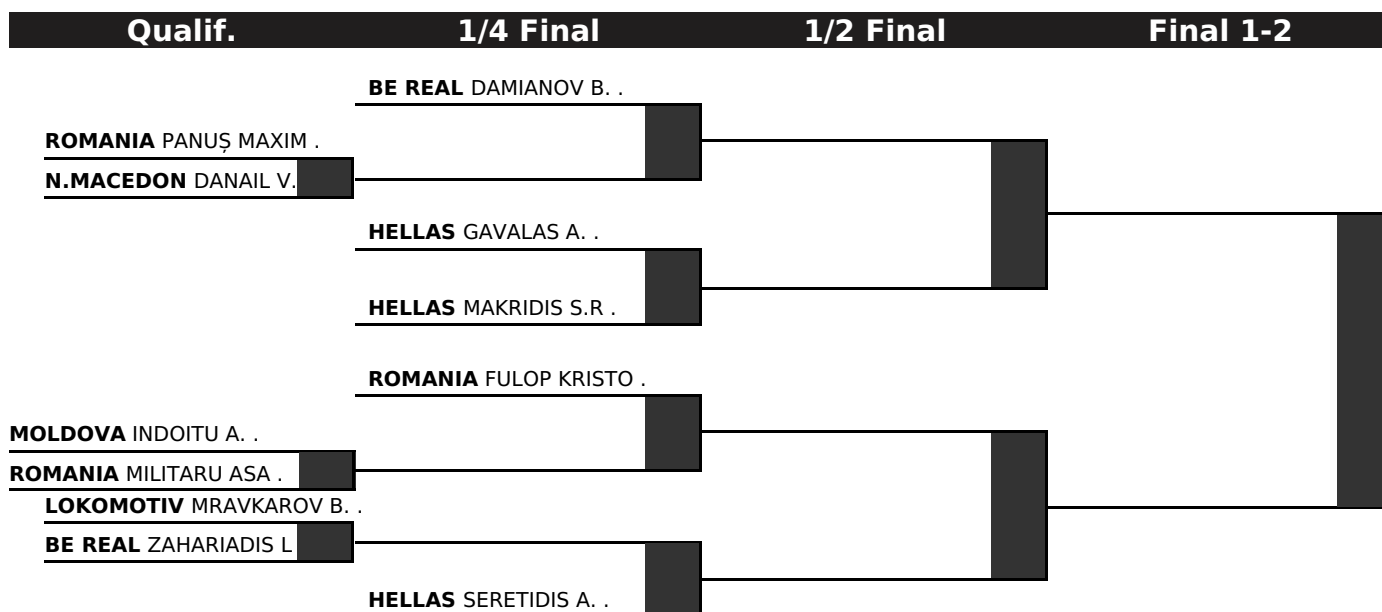 Qualif. 1/4 Final 1/2 Final Final 1-2
BE REAL DAMIANOV B. .
ROMANIA PANUȘ MAXIM .
N.MACEDON DANAIL V.
HELLAS GAVALAS A. .
HELLAS MAKRIDIS S.R .
ROMANIA FULOP KRISTO .
MOLDOVA INDOITU A. .
ROMANIA MILITARU ASA .
LOKOMOTIV MRAVKAROV B. .
BE REAL ZAHARIADIS L
HELLAS SERETIDIS A. .